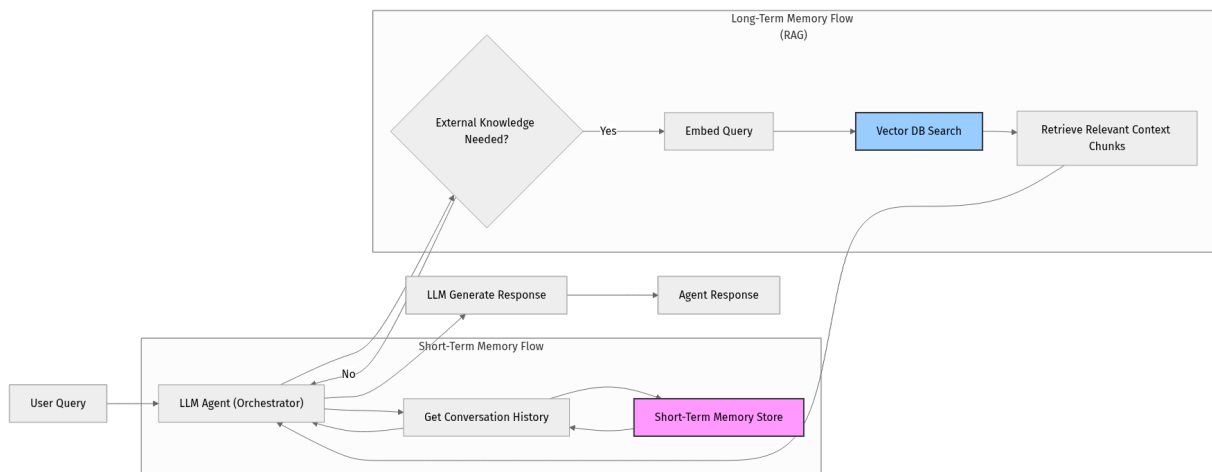 Long-Term Memory Flow
(RAG)
External Knowledge
Needed?
Yes
Embed Query
Vector DB Search
Retrieve Relevant Context
Chunks
LLM Generate Response
Agent Response
Short-Term Memory Flow
No
User Query
LLM Agent (Orchestrator)
Get Conversation History
Short-Term Memory Store